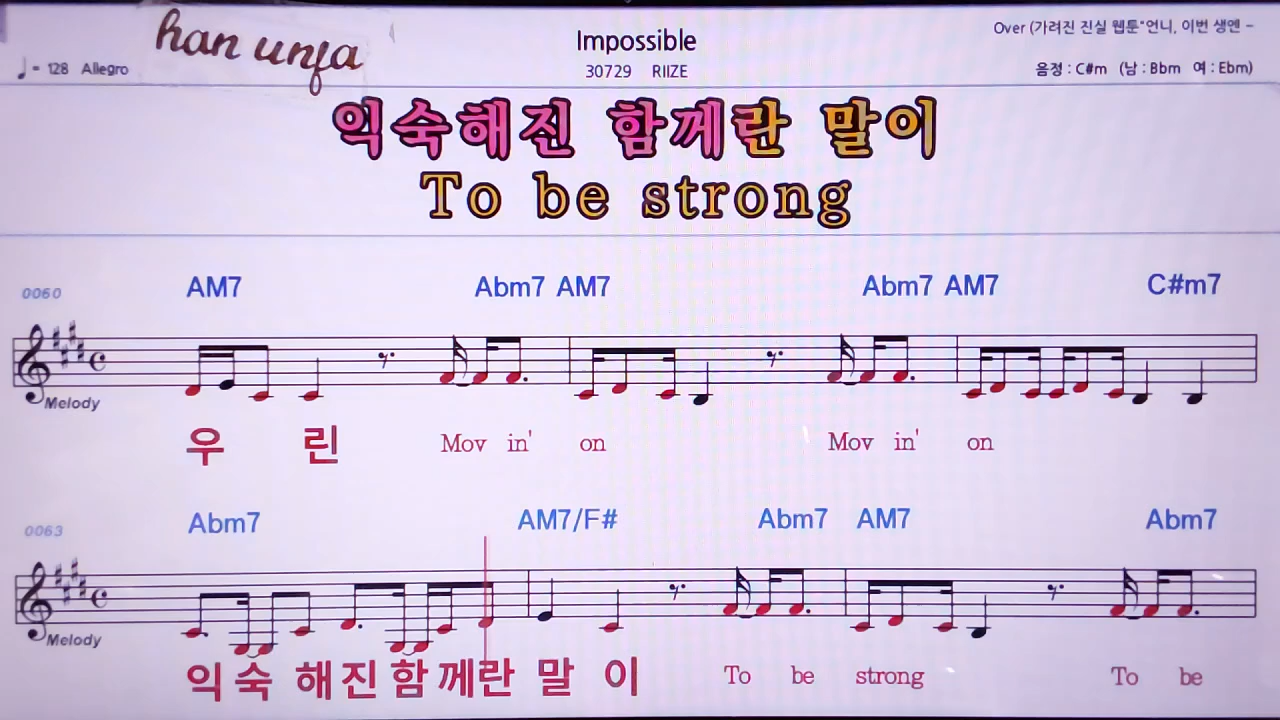 han unja
Impossible
Over (가려진 진실 웹툰"언니, 이번 생엔 -
♩= 128 Allegro
30729 RIIZE
음정 : C#m (남 : Bbm 여 : Ebm)
익숙해진 함께란 말이
To be strong
0060 AM7 Abm7 AM7 Abm7 AM7 C#m7
Melody
우 린 Mov in' on Mov in' on
0063 Abm7 AM7/F# Abm7 AM7 Abm7
Melody
익 숙 해 진 함 께 란 말 이 To be strong To be